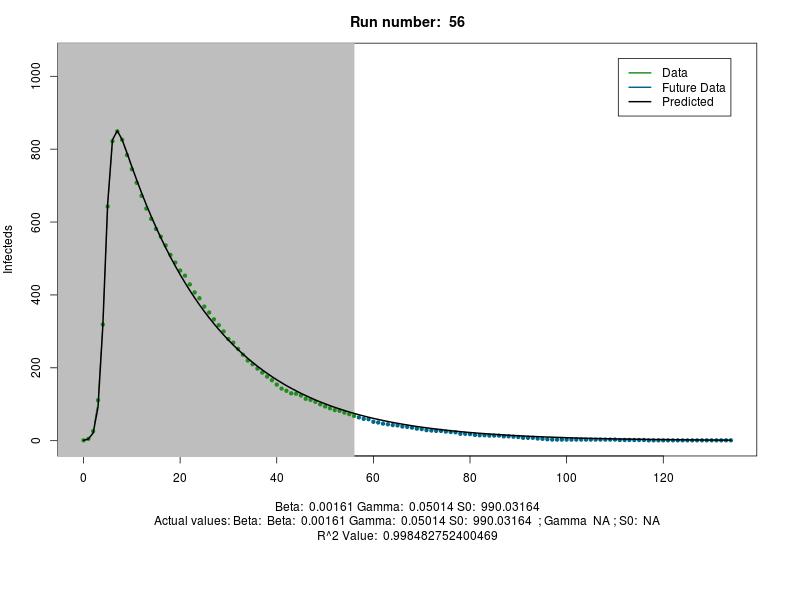 Run number: 56
Infecteds
1000
800
600
400
200
0
Data
Future Data
Predicted
0 20 40 60 80 100 120
Beta: 0.00161 Gamma: 0.05014 S0: 990.03164
Actual values: Beta: Beta: 0.00161 Gamma: 0.05014 S0: 990.03164 ; Gamma NA ; S0: NA
R^2 Value: 0.998482752400469